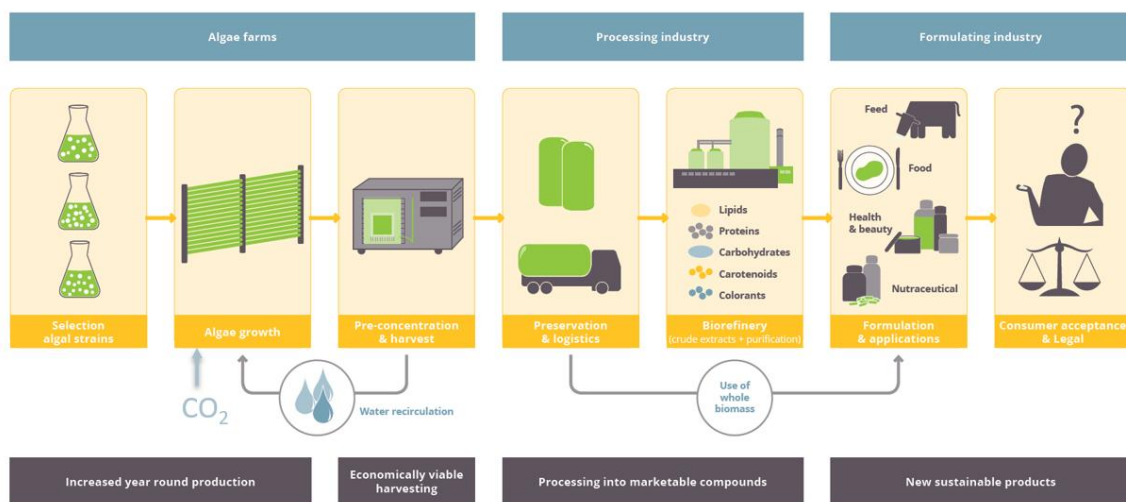 Algae farms
Processing industry
Formulating industry
Feed
Food
Health
& beauty
Nutraceutical
?
Lipids
Proteins
Carbohydrates
Carotenoids
Colorants
Selection
algal strains
Algae growth
Pre-concentration
& harvest
Preservation
& logistics
Biorefinery
(crude extracts + purification)
Formulation
& applications
Consumer acceptance
& Legal
CO₂
Water recirculation
Use of
whole
biomass
Increased year round production
Economically viable
harvesting
Processing into marketable compounds
New sustainable products